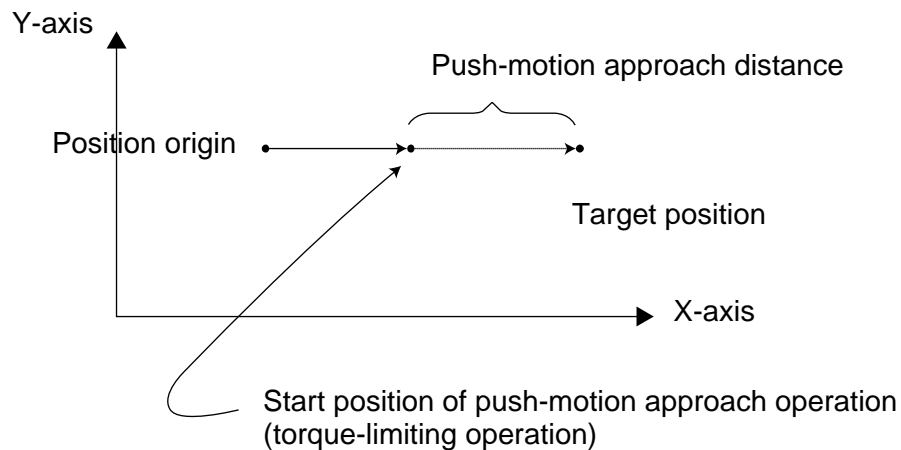 Y-axis
Push-motion approach distance
Position origin
Target position
X-axis
Start position of push-motion approach operation
(torque-limiting operation)